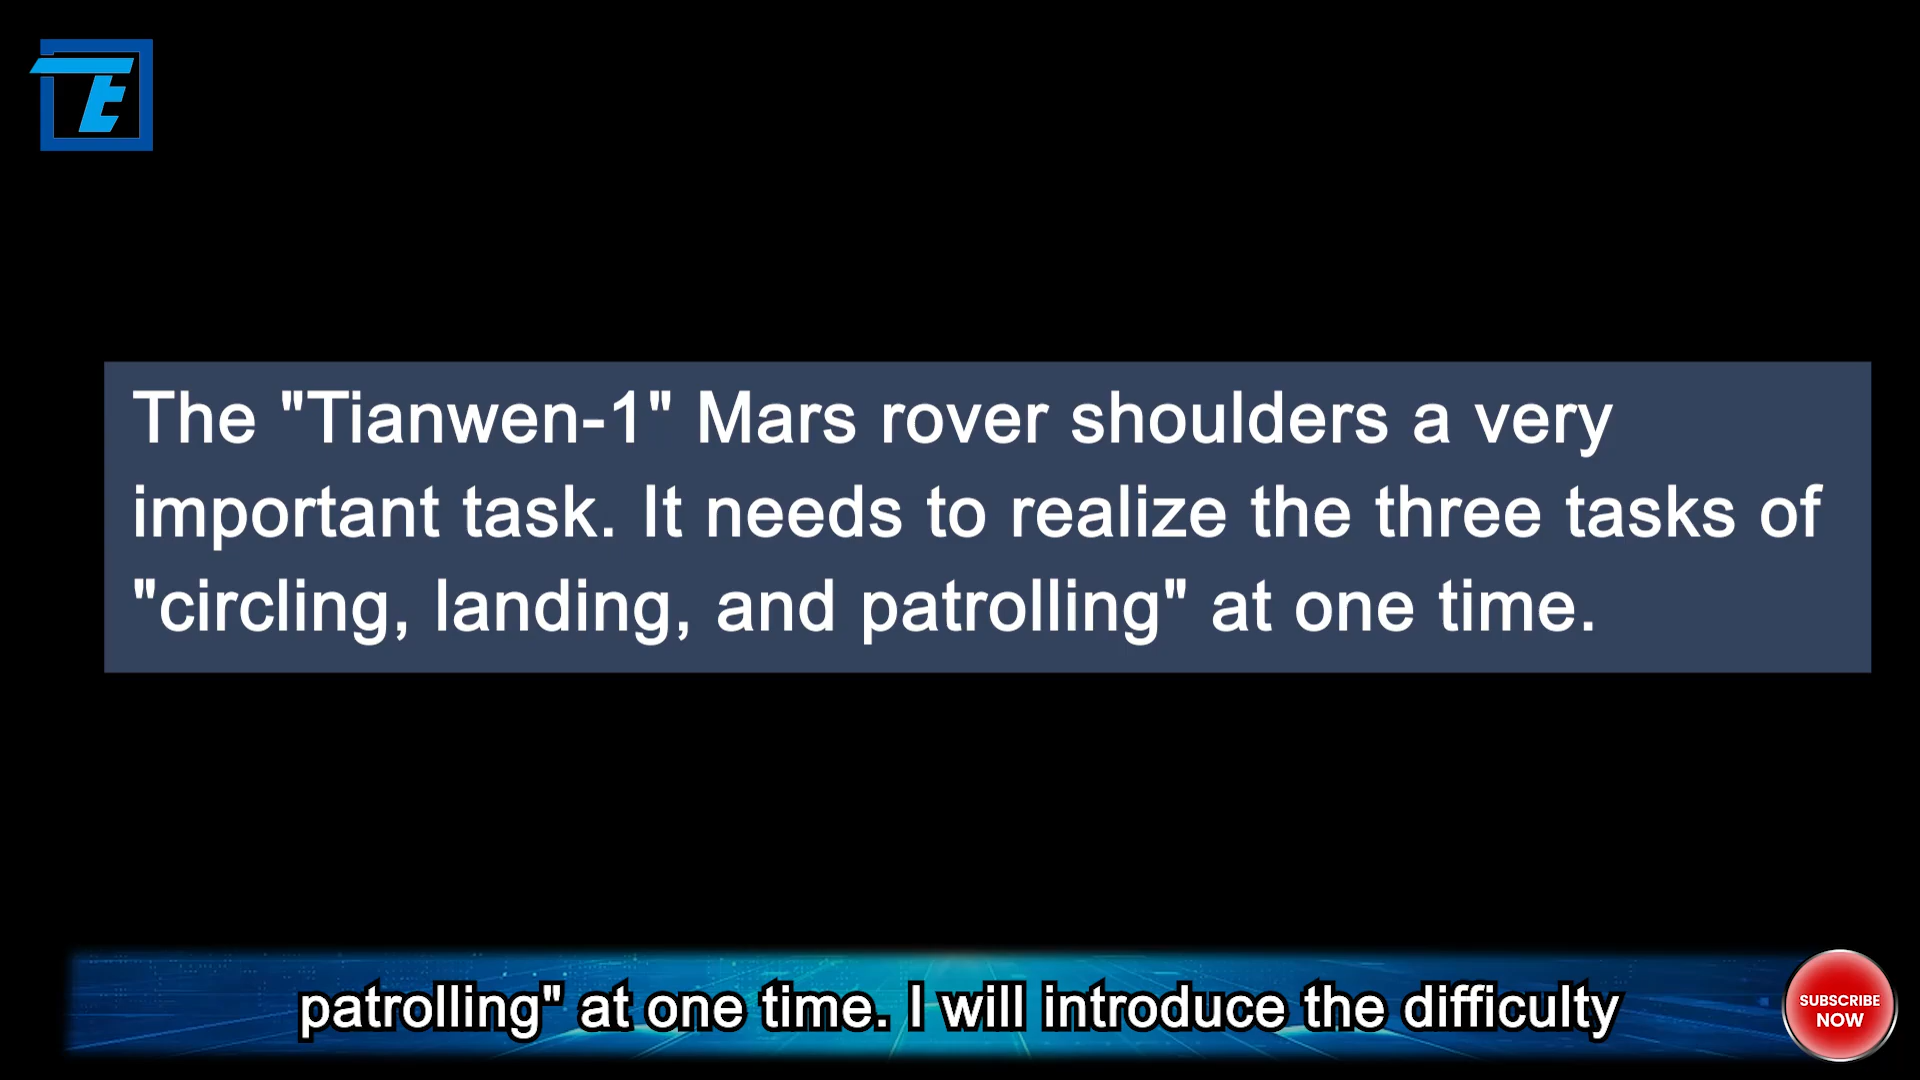 TE
The "Tianwen-1" Mars rover shoulders a very
important task. It needs to realize the three tasks of
"circling, landing, and patrolling" at one time.
patrolling" at one time. I will introduce the difficulty
SUBSCRIBE
NOW